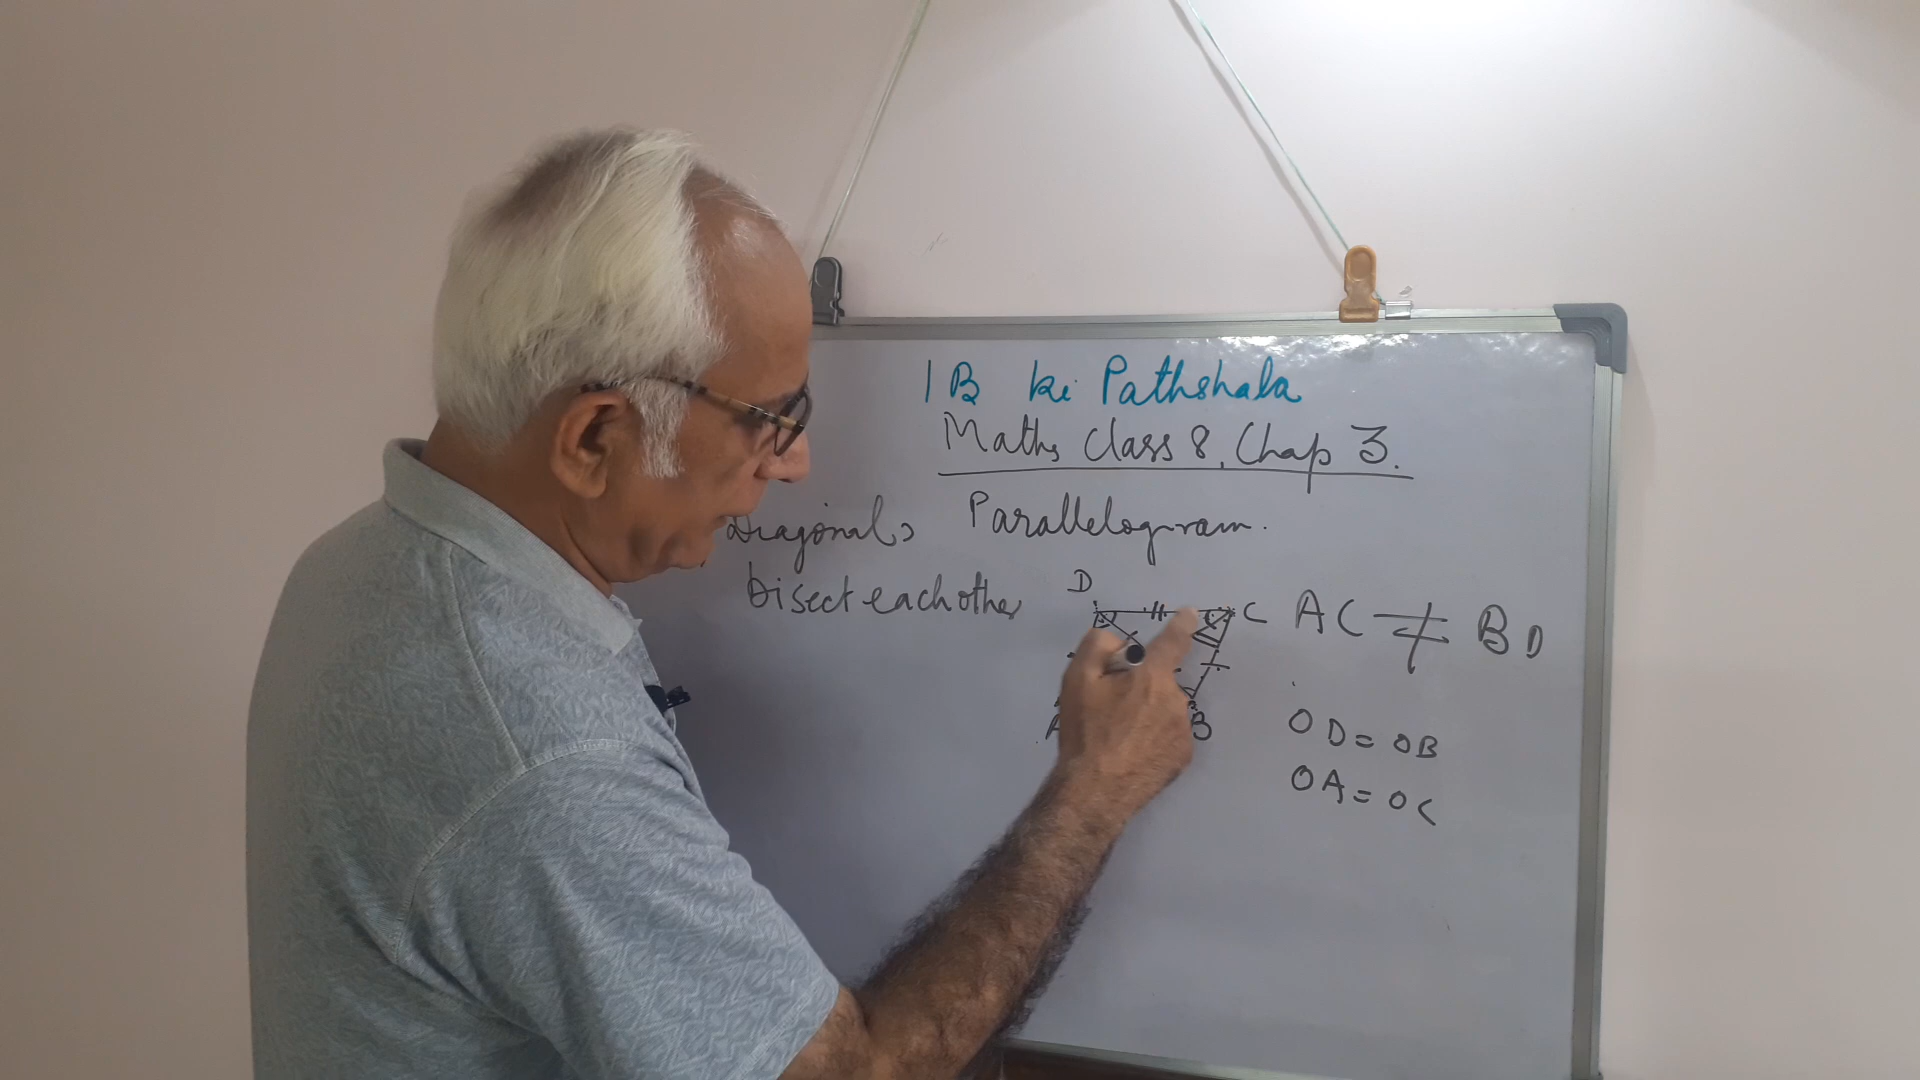 IB ki Pathshala
Maths Class 8, Chap 3.
Diagonals Parallelogram.
bisect each other
D C AC ≠ BD
A B
OD = OB
OA = OC